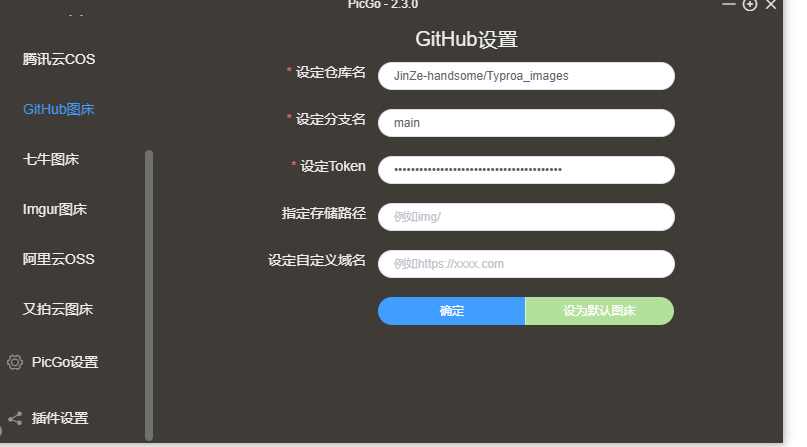 PicGo - 2.3.0
腾讯云COS
GitHub图床
七牛图床
Imgur图床
阿里云OSS
又拍云图床
PicGo设置
插件设置
GitHub设置
* 设定仓库名
JinZe-handsome/Typroa_images
* 设定分支名
main
* 设定Token
指定存储路径
例如img/
设定自定义域名
例如https://xxxx.com
确定
设为默认图床